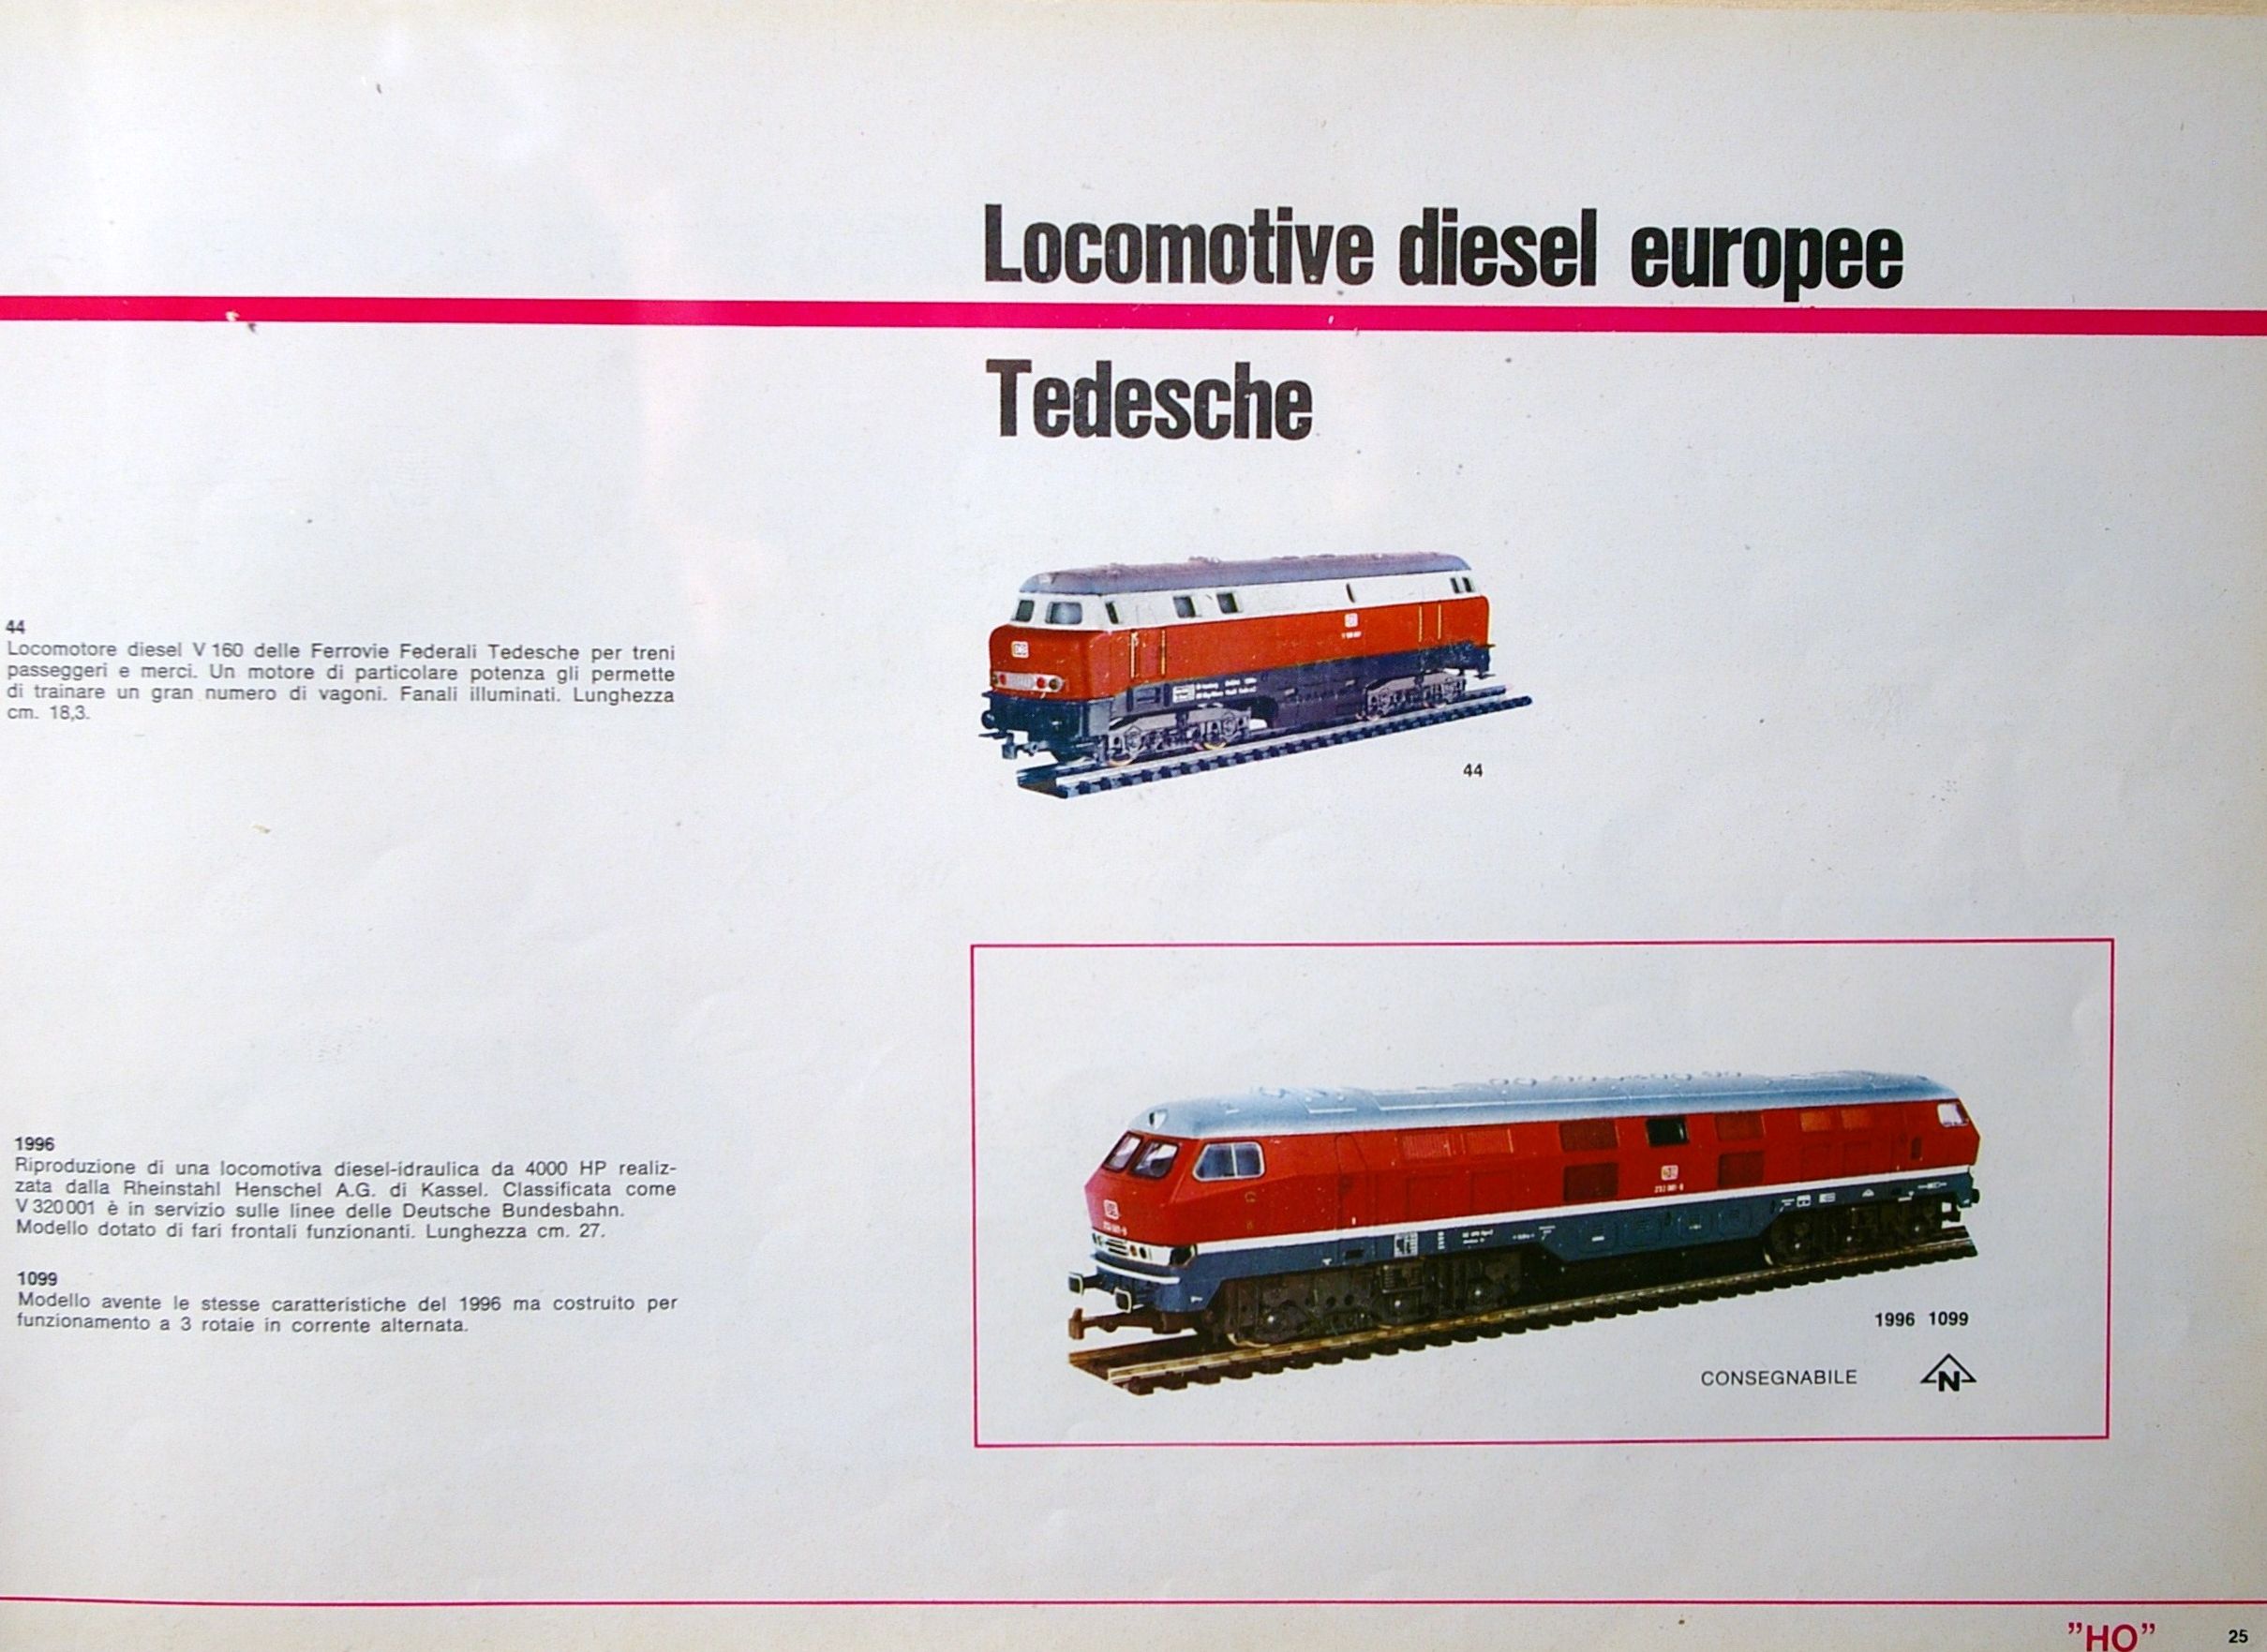 Locomotive diesel europee
Tedesche
44
Locomotore diesel V 160 delle Ferrovie Federali Tedesche per treni
passeggeri e merci. Un motore di particolare potenza gli permette
di trainare un gran numero di vagoni. Fanali illuminati. Lunghezza
cm. 18,3.
44
1996
Riproduzione di una locomotiva diesel-idraulica da 4000 HP realiz-
zata dalla Rheinstahl Henschel A.G. di Kassel. Classificata come
V 320 001 è in servizio sulle linee delle Deutsche Bundesbahn.
Modello dotato di fari frontali funzionanti. Lunghezza cm. 27.
1099
Modello avente le stesse caratteristiche del 1996 ma costruito per
funzionamento a 3 rotaie in corrente alternata.
DB
DB
DB
DB
1996 1099
CONSEGNABILE N
"HO" 25